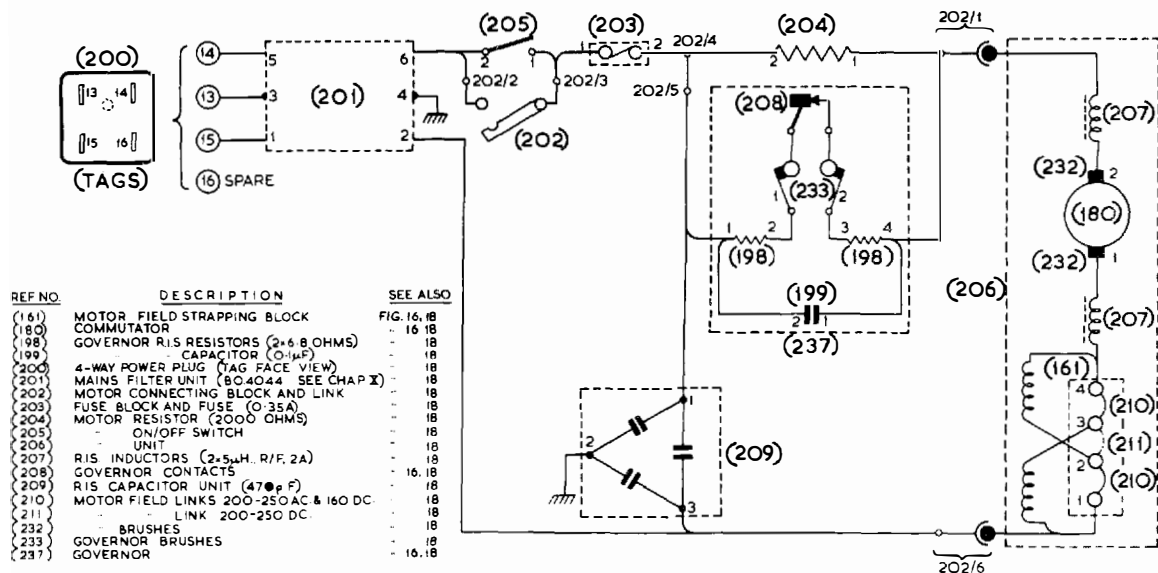 (200)
13 14
15 16
(TAGS)
14
13
15
16 SPARE
5 6
3 (201) 4
1 2
(205)
2 1
202/2 202/3
(202)
(203)
1 2
202/4
202/5
(204)
2 1
202/1
(208)
(233)
1 2
1 2 3 4
(198) (198)
(199)
2 1
(237)
(207)
(232) 2
(180)
(232) 1
(206)
(207)
(161)
4
(210)
3
(211)
2
(210)
1
1
2
(209)
3
202/6
REF NO. DESCRIPTION SEE ALSO
(161) MOTOR FIELD STRAPPING BLOCK FIG. 16, 18
(180) COMMUTATOR " 16 18
(198) GOVERNOR R.I.S RESISTORS (2×6·8 OHMS) " 18
(199) " " CAPACITOR (0·1µF) " 18
(200) 4-WAY POWER PLUG (TAG FACE VIEW) " 18
(201) MAINS FILTER UNIT (BO.4044 SEE CHAP X) " 18
(202) MOTOR CONNECTING BLOCK AND LINK " 18
(203) FUSE BLOCK AND FUSE (0·35A) " 18
(204) MOTOR RESISTOR (2000 OHMS) " 18
(205) " ON/OFF SWITCH " 18
(206) " UNIT " 18
(207) R.I.S. INDUCTORS (2×5µH., R/F. 2A) " 18
(208) GOVERNOR CONTACTS " 16, 18
(209) R I S CAPACITOR UNIT ( pF) " 18
(210) MOTOR FIELD LINKS 200-250 AC. & 160 DC. " 18
(211) " " LINK 200-250 DC. " 18
(232) " BRUSHES " 18
(233) GOVERNOR BRUSHES " 18
(237) GOVERNOR " 16, 18